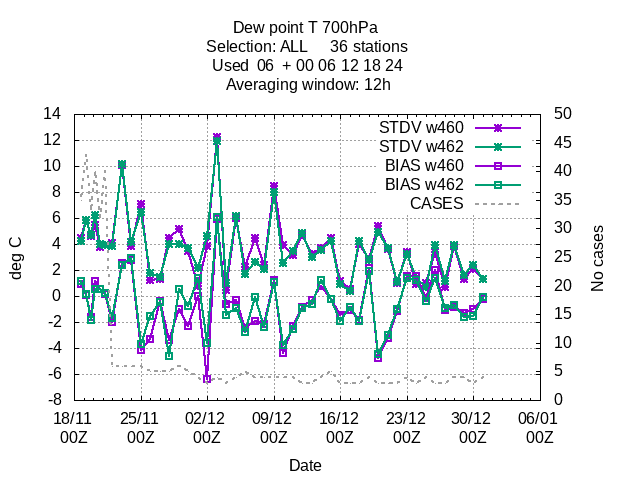 Dew point T 700hPa
Selection: ALL     36 stations
Used  06  + 00 06 12 18 24
Averaging window: 12h
deg C
14
12
10
8
6
4
2
0
-2
-4
-6
-8
STDV w460
STDV w462
BIAS w460
BIAS w462
CASES
50
45
40
35
30
25
20
15
10
5
0
No cases
18/11 25/11 02/12 09/12 16/12 23/12 30/12 06/01
00Z 00Z 00Z 00Z 00Z 00Z 00Z 00Z
Date